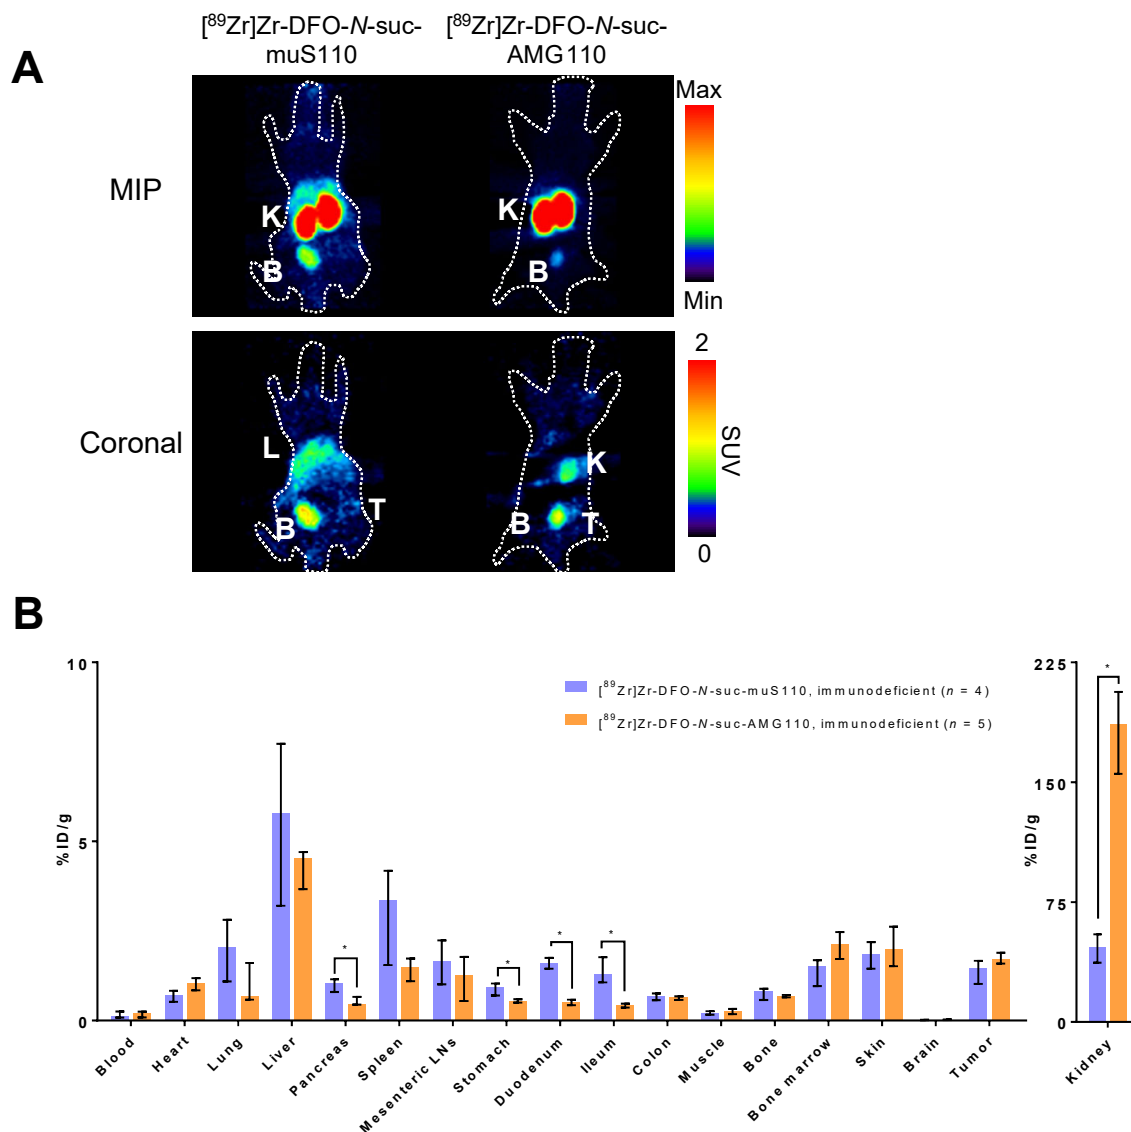 [⁸⁹Zr]Zr-DFO-N-suc-muS110
[⁸⁹Zr]Zr-DFO-N-suc-AMG110
A
MIP
K
B
K
B
Max
Min
Coronal
L
B
T
K
B
T
2
SUV
0
B
10
5
0
%ID/g
[⁸⁹Zr]Zr-DFO-N-suc-muS110, immunodeficient (n = 4)
[⁸⁹Zr]Zr-DFO-N-suc-AMG110, immunodeficient (n = 5)
*
*
*
*
Blood
Heart
Lung
Liver
Pancreas
Spleen
Mesenteric LNs
Stomach
Duodenum
Ileum
Colon
Muscle
Bone
Bone marrow
Skin
Brain
Tumor
225
150
75
0
%ID/g
*
Kidney